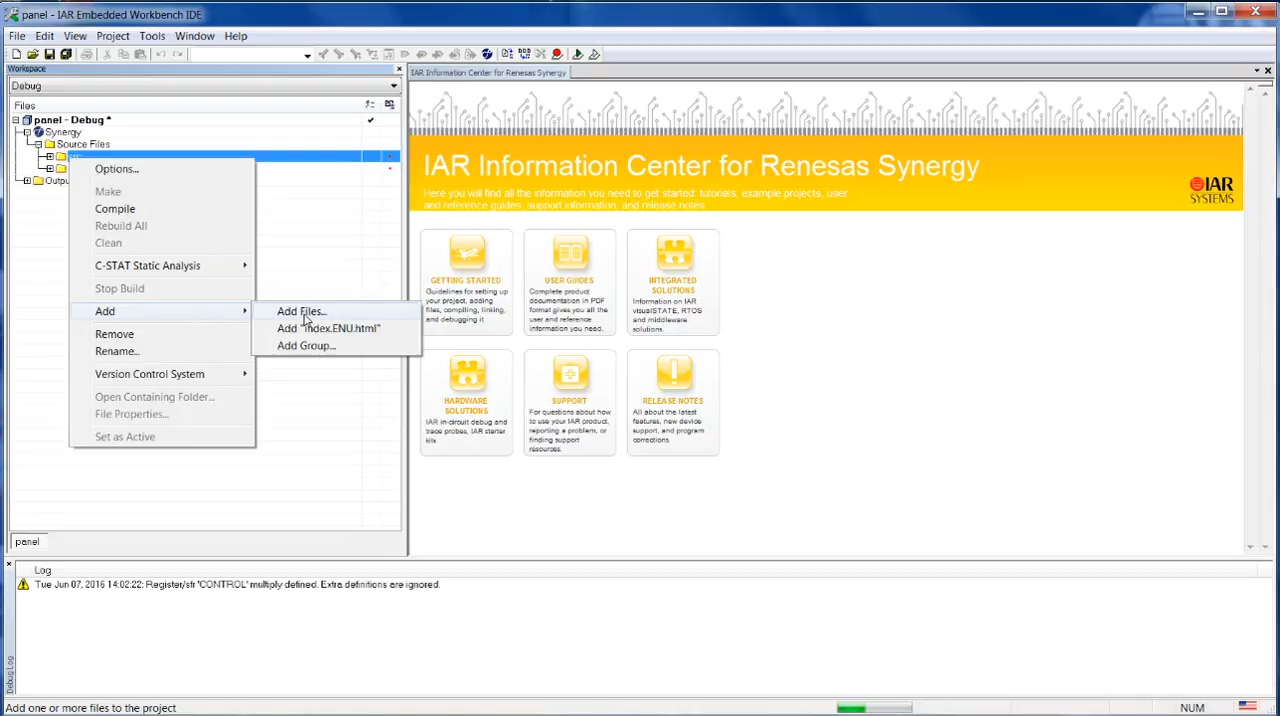 panel - IAR Embedded Workbench IDE
File Edit View Project Tools Window Help
Workspace
Debug
Files
panel - Debug *
Synergy
Source Files
src
Outpu
Options...
Make
Compile
Rebuild All
Clean
C-STAT Static Analysis
Stop Build
Add
Remove
Rename...
Version Control System
Open Containing Folder...
File Properties...
Set as Active
Add Files...
Add "index.ENU.html"
Add Group...
panel
IAR Information Center for Renesas Synergy
IAR Information Center for Renesas Synergy
Here you will find all the information you need to get started: tutorials, example projects, user
and reference guides, support information, and release notes.
IAR
SYSTEMS
GETTING STARTED
Guidelines for setting up
your project, adding
files, compiling, linking,
and debugging it
USER GUIDES
Complete product
documentation in PDF
format gives you all the
user and reference
information you need.
INTEGRATED
SOLUTIONS
Information on IAR
visualSTATE, RTOS
and middleware
solutions.
HARDWARE
SOLUTIONS
IAR in-circuit debug and
trace probes, IAR starter
kits
SUPPORT
For questions about how
to use your IAR product,
reporting a problem, or
finding support
resources.
RELEASE NOTES
All about the latest
features, new device
support, and program
corrections.
Log
Tue Jun 07, 2016 14:02:22: Register/sfr 'CONTROL' multiply defined. Extra definitions are ignored.
Debug Log
Add one or more files to the project
NUM